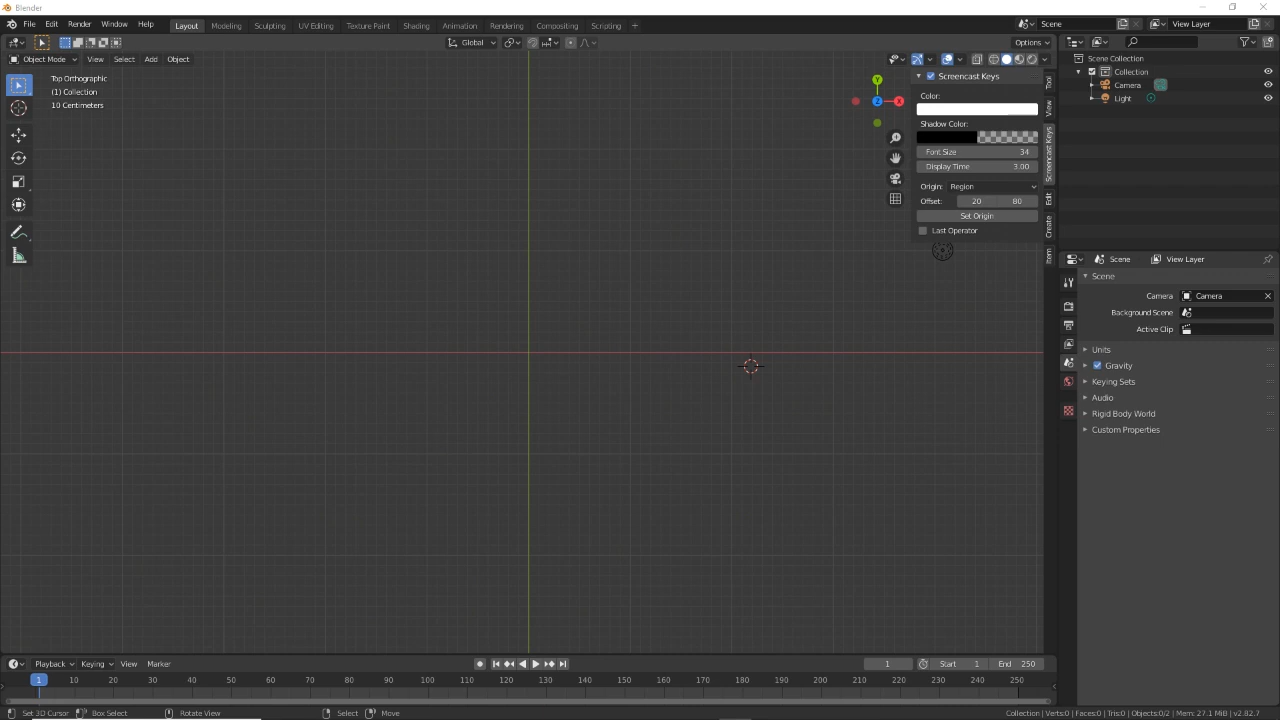 Blender
File Edit Render Window Help Layout Modeling Sculpting UV Editing Texture Paint Shading Animation Rendering Compositing Scripting + Scene View Layer
Global Options
Object Mode View Select Add Object
Top Orthographic
(1) Collection
10 Centimeters
Y
Z
X
Screencast Keys
Color:
Shadow Color:
Font Size 34
Display Time 3.00
Origin: Region
Offset: 20 80
Set Origin
Last Operator
Tool
View
Screencast Keys
Edit
Create
Item
Scene Collection
Collection
Camera
Light
Scene View Layer
Scene
Camera Camera
Background Scene
Active Clip
Units
Gravity
Keying Sets
Audio
Rigid Body World
Custom Properties
Playback Keying View Marker 1 Start 1 End 250
1 10 20 30 40 50 60 70 80 90 100 110 120 130 140 150 160 170 180 190 200 210 220 230 240 250
Set 3D Cursor Box Select Rotate View Select Move Collection | Verts:0 | Faces:0 | Tris:0 | Objects:0/2 | Mem: 27.1 MiB | v2.82.7